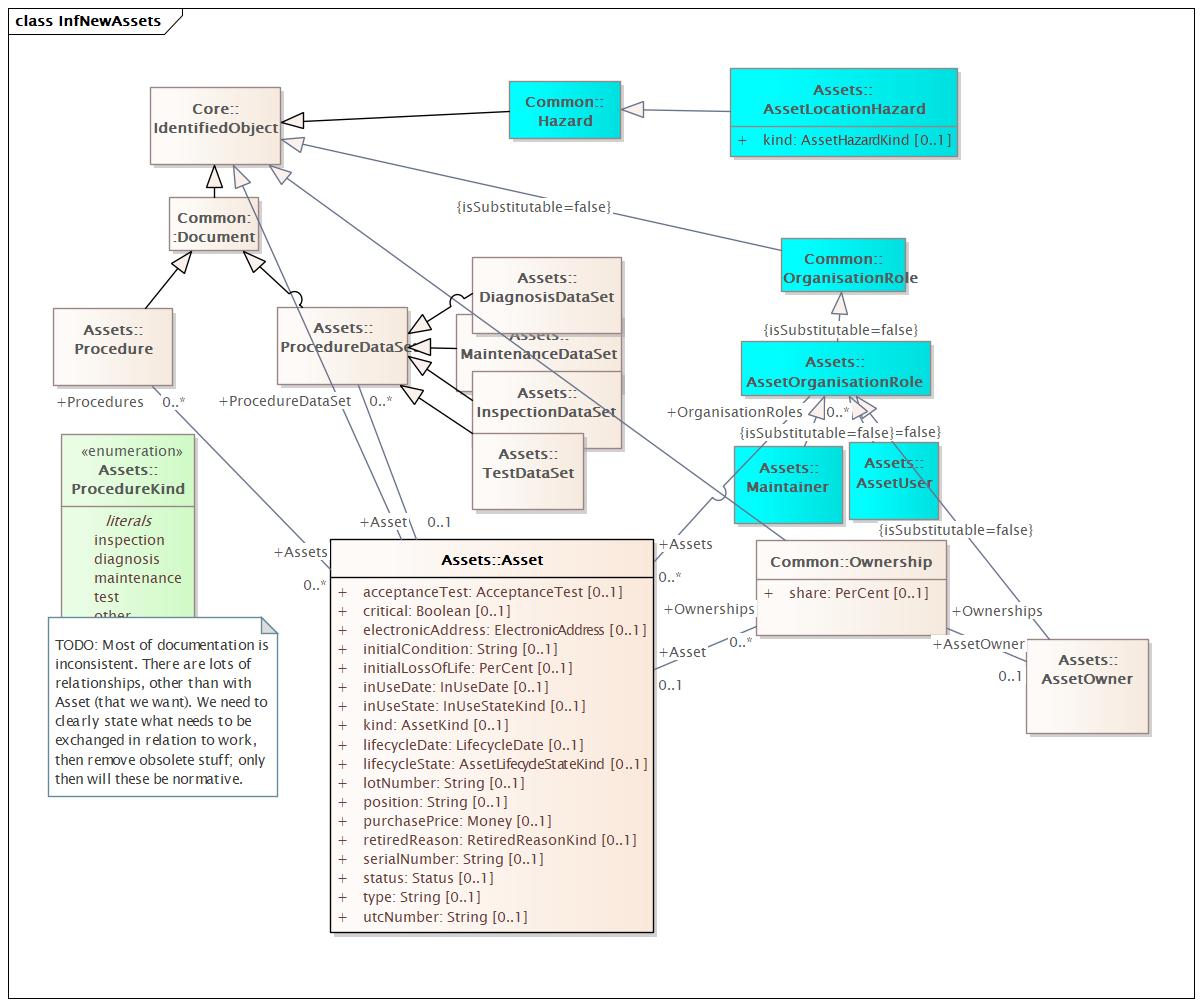 class InfNewAssets
Core::
IdentifiedObject
Common::
Hazard
Assets::
AssetLocationHazard
+ kind: AssetHazardKind [0..1]
{isSubstitutable=false}
Common:
:Document
Common::
OrganisationRole
{isSubstitutable=false}
Assets::
Procedure
Assets::
ProcedureDataSe
Assets::
DiagnosisDataSet
Assets::
MaintenanceDataSet
Assets::
InspectionDataSet
Assets::
TestDataSet
Assets::
AssetOrganisationRole
+Procedures 0..*
+ProcedureDataSet 0..*
+OrganisationRoles 0..*
{isSubstitutable=false}
=false}
«enumeration»
Assets::
ProcedureKind
literals
inspection
diagnosis
maintenance
test
other
Assets::
Maintainer
Assets::
AssetUser
{isSubstitutable=false}
+Asset 0..1
+Assets
0..*
+Assets
0..*
Assets::Asset
+ acceptanceTest: AcceptanceTest [0..1]
+ critical: Boolean [0..1]
+ electronicAddress: ElectronicAddress [0..1]
+ initialCondition: String [0..1]
+ initialLossOfLife: PerCent [0..1]
+ inUseDate: InUseDate [0..1]
+ inUseState: InUseStateKind [0..1]
+ kind: AssetKind [0..1]
+ lifecycleDate: LifecycleDate [0..1]
+ lifecycleState: AssetLifecycleStateKind [0..1]
+ lotNumber: String [0..1]
+ position: String [0..1]
+ purchasePrice: Money [0..1]
+ retiredReason: RetiredReasonKind [0..1]
+ serialNumber: String [0..1]
+ status: Status [0..1]
+ type: String [0..1]
+ utcNumber: String [0..1]
Common::Ownership
+ share: PerCent [0..1]
+Ownerships
0..*
+Asset
0..1
+Ownerships
+AssetOwner
0..1
Assets::
AssetOwner
TODO: Most of documentation is
inconsistent. There are lots of
relationships, other than with
Asset (that we want). We need to
clearly state what needs to be
exchanged in relation to work,
then remove obsolete stuff; only
then will these be normative.